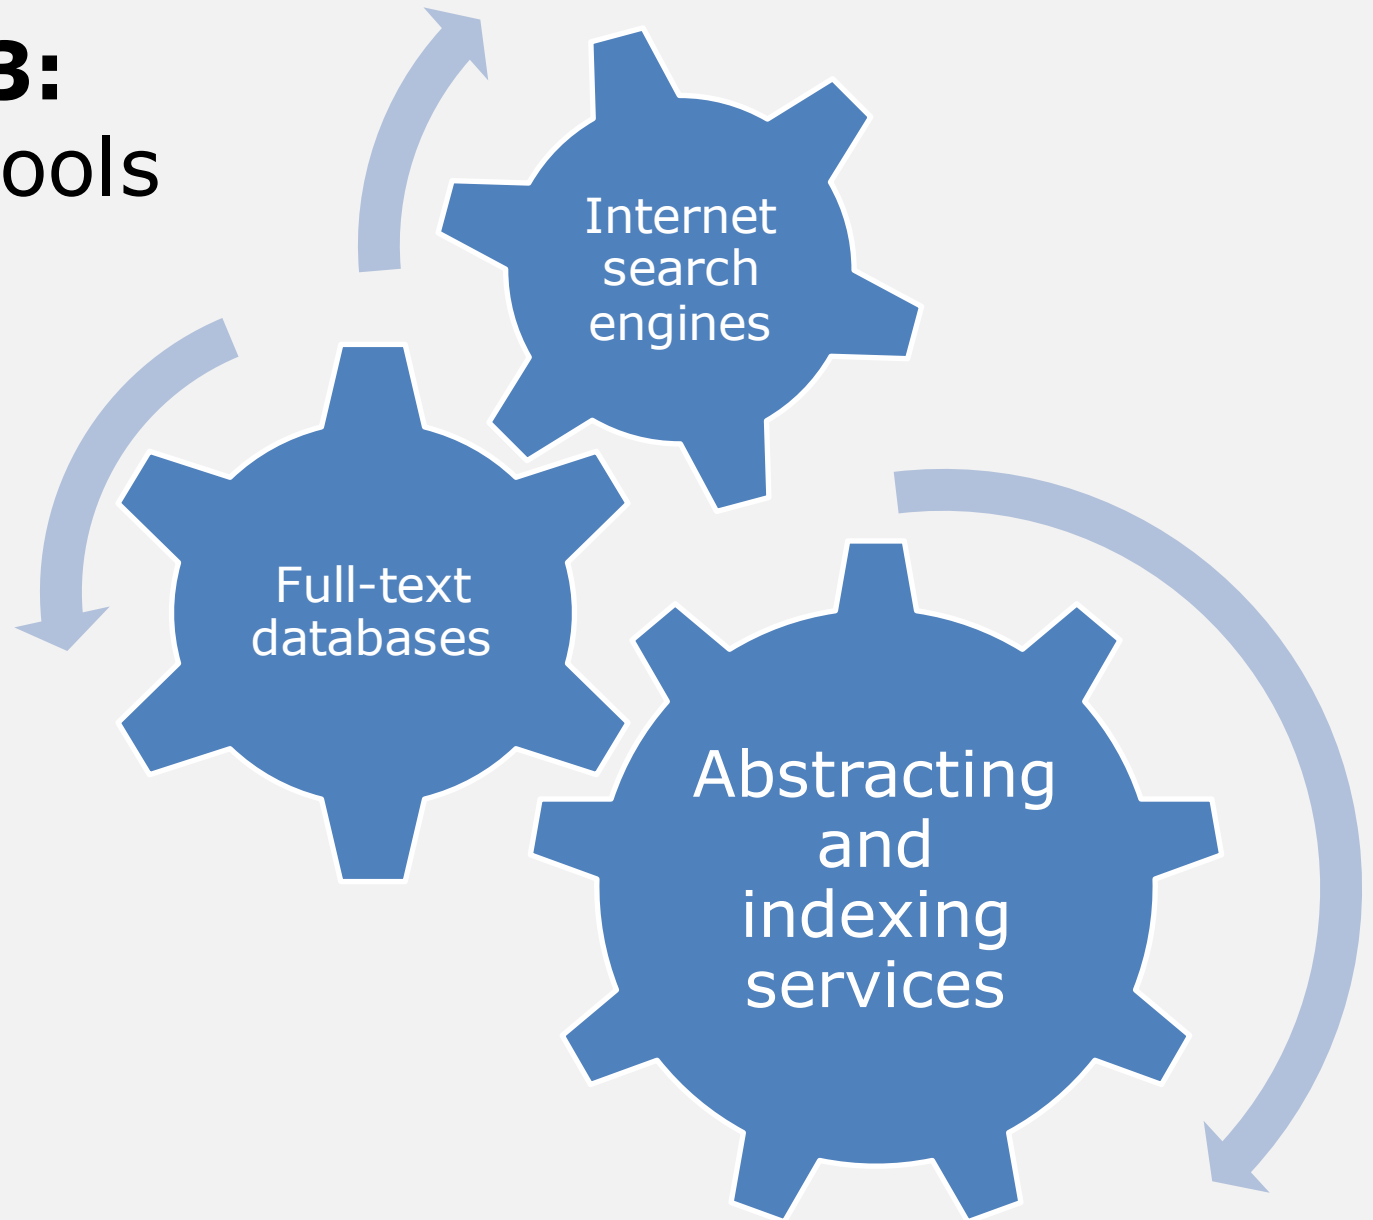 3:
ools
Internet
search
engines
Full-text
databases
Abstracting
and
indexing
services